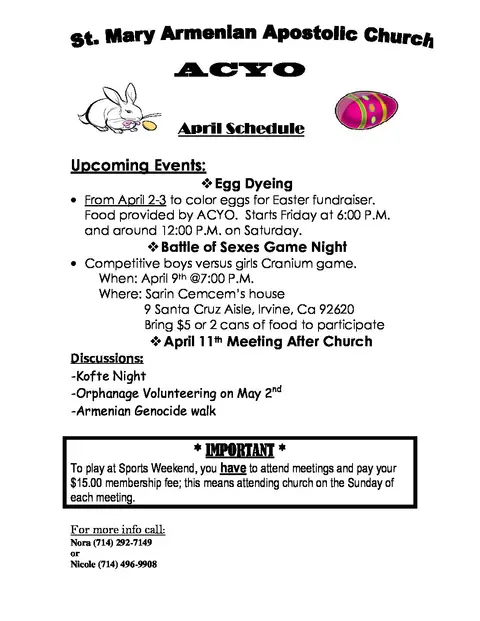 St. Mary Armenian Apostolic Church
ACYO
April Schedule
Upcoming Events:
❖Egg Dyeing
• From April 2-3 to color eggs for Easter fundraiser.
Food provided by ACYO. Starts Friday at 6:00 P.M.
and around 12:00 P.M. on Saturday.
❖Battle of Sexes Game Night
• Competitive boys versus girls Cranium game.
When: April 9th @7:00 P.M.
Where: Sarin Cemcem's house
9 Santa Cruz Aisle, Irvine, Ca 92620
Bring $5 or 2 cans of food to participate
❖April 11th Meeting After Church
Discussions:
-Kofte Night
-Orphanage Volunteering on May 2nd
-Armenian Genocide walk
* IMPORTANT *
To play at Sports Weekend, you have to attend meetings and pay your
$15.00 membership fee; this means attending church on the Sunday of
each meeting.
For more info call:
Nora (714) 292-7149
or
Nicole (714) 496-9908